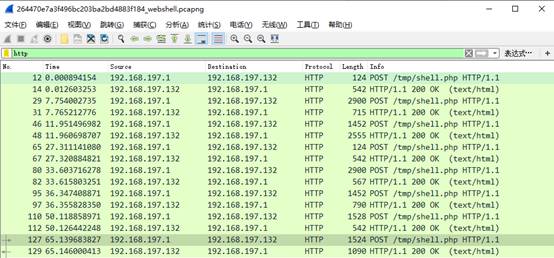 264470e7a3f496bc203ba2bd4883f184_webshell.pcapng
文件(F) 编辑(E) 视图(V) 跳转(G) 捕获(C) 分析(A) 统计(S) 电话(Y) 无线(W) 工具(T) 帮助(H)
http 表达式… +
No. Time Source Destination Protocol Length Info
12 0.000894154 192.168.197.1 192.168.197.132 HTTP 124 POST /tmp/shell.php HTTP/1.1
14 0.012603253 192.168.197.132 192.168.197.1 HTTP 542 HTTP/1.1 200 OK (text/html)
29 7.754002735 192.168.197.1 192.168.197.132 HTTP 2900 POST /tmp/shell.php HTTP/1.1
31 7.765212776 192.168.197.132 192.168.197.1 HTTP 715 HTTP/1.1 200 OK (text/html)
46 11.951496982 192.168.197.1 192.168.197.132 HTTP 1452 POST /tmp/shell.php HTTP/1.1
48 11.960698707 192.168.197.132 192.168.197.1 HTTP 2555 HTTP/1.1 200 OK (text/html)
65 27.311141080 192.168.197.1 192.168.197.132 HTTP 124 POST /tmp/shell.php HTTP/1.1
67 27.320884821 192.168.197.132 192.168.197.1 HTTP 542 HTTP/1.1 200 OK (text/html)
80 33.603716278 192.168.197.1 192.168.197.132 HTTP 2900 POST /tmp/shell.php HTTP/1.1
82 33.615803251 192.168.197.132 192.168.197.1 HTTP 567 HTTP/1.1 200 OK (text/html)
95 36.347408871 192.168.197.1 192.168.197.132 HTTP 1452 POST /tmp/shell.php HTTP/1.1
97 36.355828350 192.168.197.132 192.168.197.1 HTTP 790 HTTP/1.1 200 OK (text/html)
110 50.118858971 192.168.197.1 192.168.197.132 HTTP 1528 POST /tmp/shell.php HTTP/1.1
112 50.126442248 192.168.197.132 192.168.197.1 HTTP 542 HTTP/1.1 200 OK (text/html)
127 65.139683827 192.168.197.1 192.168.197.132 HTTP 1524 POST /tmp/shell.php HTTP/1.1
129 65.146000413 192.168.197.132 192.168.197.1 HTTP 1090 HTTP/1.1 200 OK (text/html)